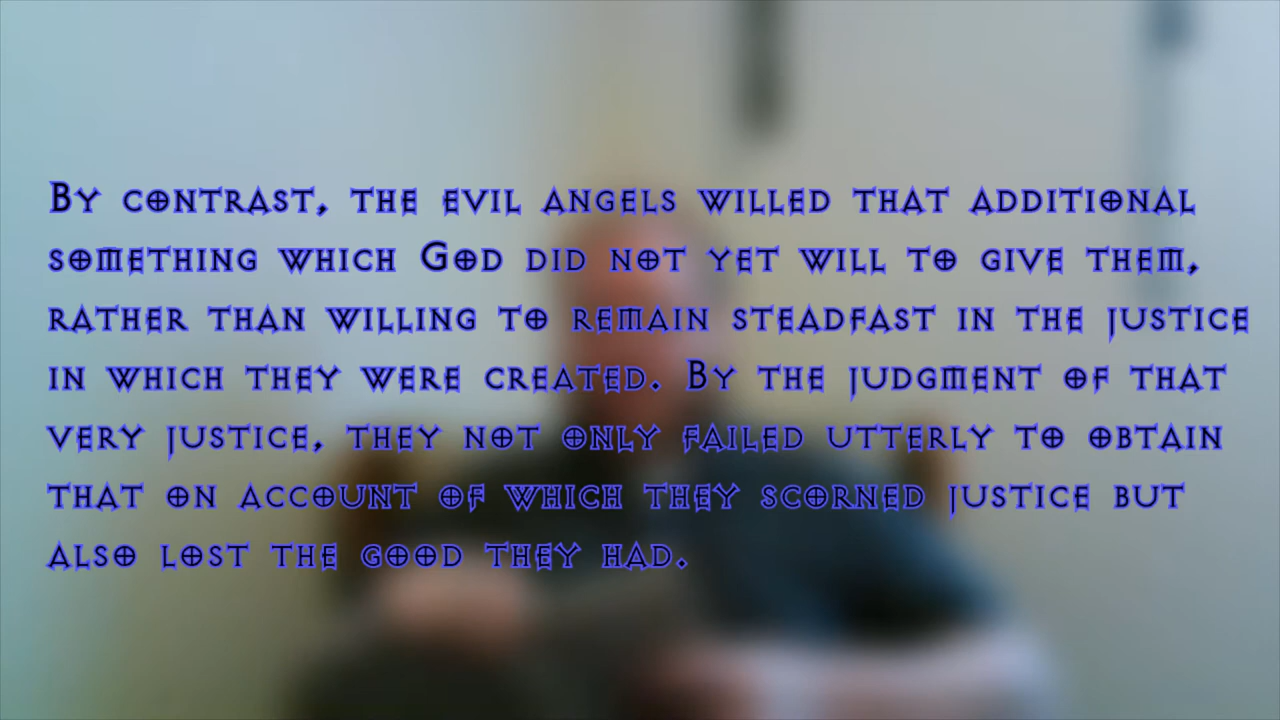 By contrast, the evil angels willed that additional
something which God did not yet will to give them,
rather than willing to remain steadfast in the justice
in which they were created. By the judgment of that
very justice, they not only failed utterly to obtain
that on account of which they scorned justice but
also lost the good they had.